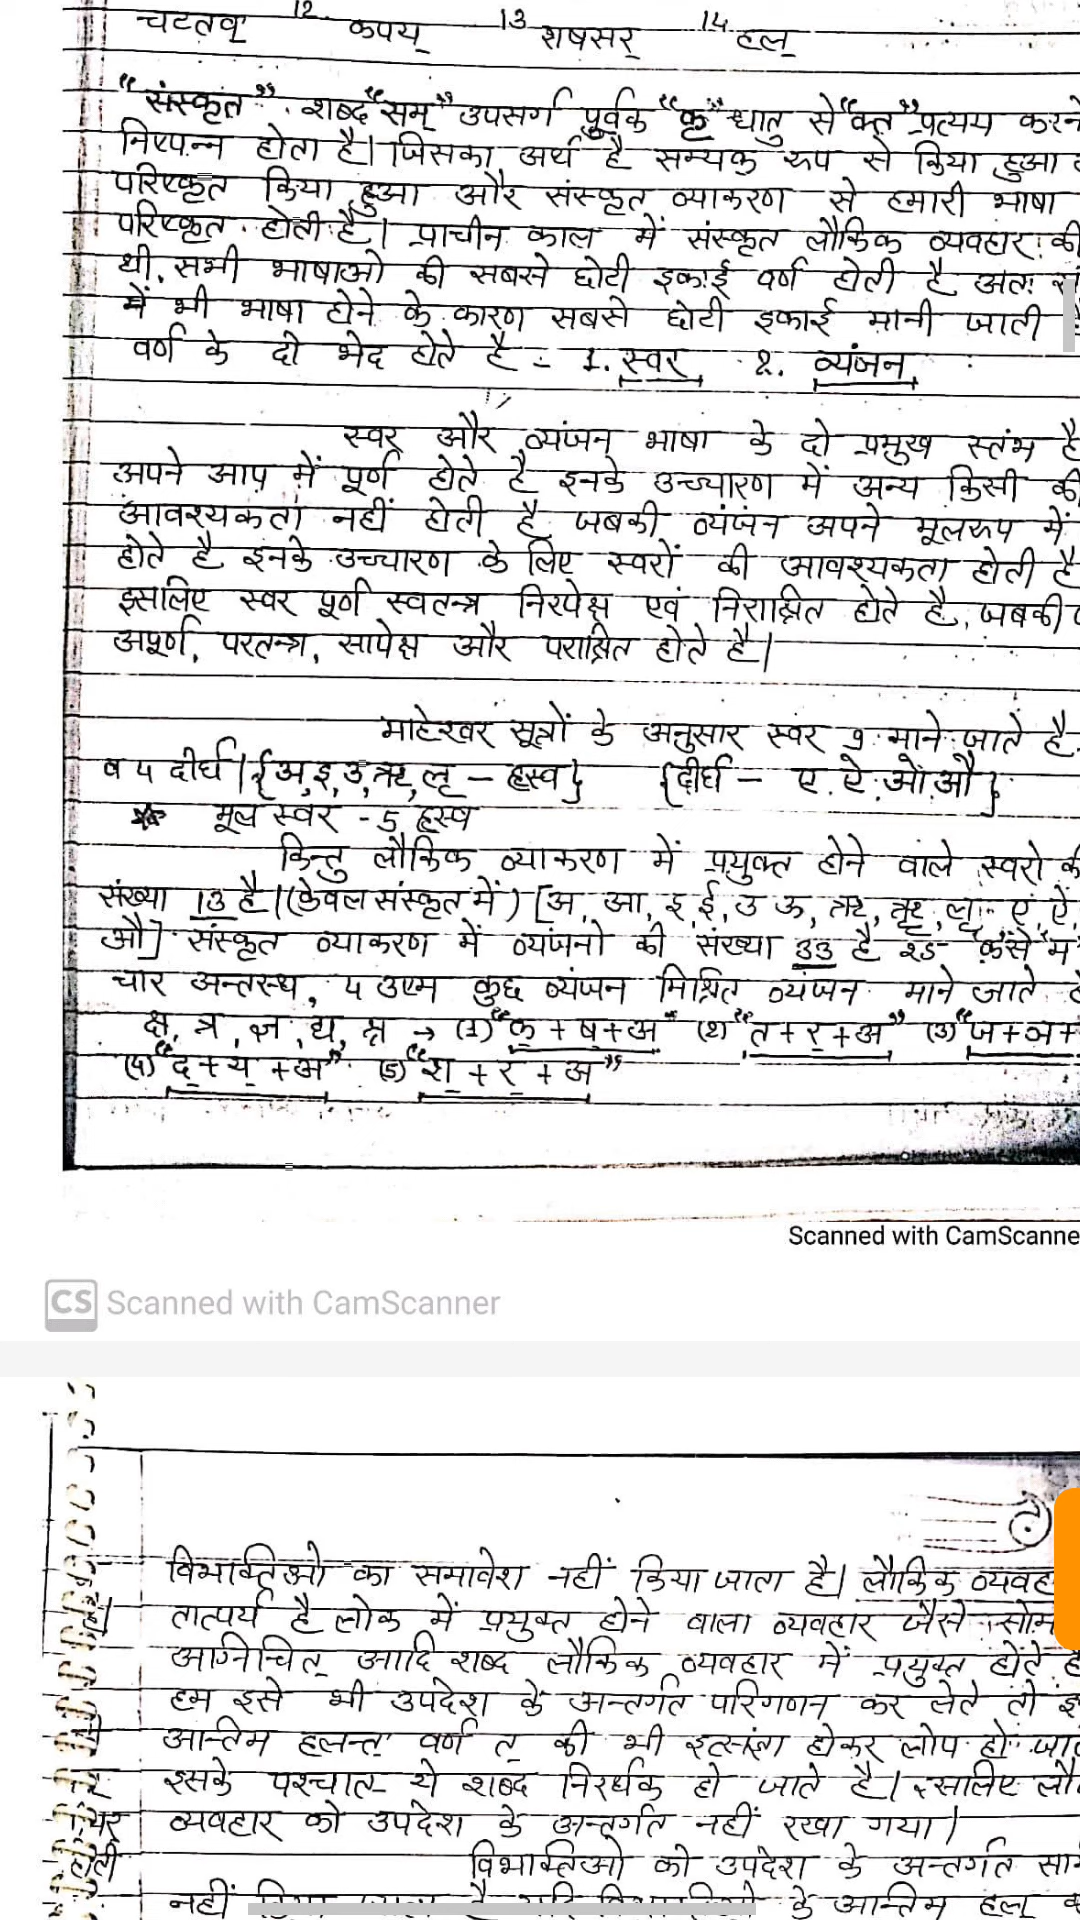 चटतव् 12 कपय् 13 शषसर् 14 हल्
"संस्कृत" शब्द "सम्" उपसर्ग पूर्वक "कृ" धातु से "क्त" प्रत्यय करने
निष्पन्न होता है। जिसका अर्थ है सम्यक् रूप से किया हुआ
परिष्कृत किया हुआ और संस्कृत व्याकरण से हमारी भाषा
परिष्कृत होती है। प्राचीन काल में संस्कृत लौकिक व्यवहार की
थी, सभी भाषाओ की सबसे छोटी इकाई वर्ण होती है अतः
में भी भाषा होने के कारण सबसे छोटी इकाई मानी जाती
वर्ण के दो भेद होते है - 1. स्वर 2. व्यंजन
स्वर और व्यंजन भाषा के दो प्रमुख स्तंभ है
अपने आप में पूर्ण होते है इनके उच्च्यारण में अन्य किसी की
आवश्यकता नहीं होती है जबकी व्यंजन अपने मूलरूप में
होते है इनके उच्चारण के लिए स्वरों की आवश्यकता होती है
इसलिए स्वर पूर्ण स्वतन्त्र निरपेक्ष एवं निराश्रित होते है, जबकी
अपूर्ण, परतन्त्र, सापेक्ष और पराश्रित होते है।
माहेश्वर सूत्रों के अनुसार स्वर 9 माने जाते है
व 4 दीर्घ। {अ,इ,उ,ऋ,लृ - ह्रस्व} {दीर्घ - ए.ऐ.ओ.औ}
मूल स्वर - 5 ह्रस्व
किन्तु लौकिक व्याकरण में प्रयुक्त होने वाले स्वरो की
संख्या 13 है। (केवल संस्कृत में) [अ, आ, इ, ई, उ ऊ, ऋ, ॠ, लृ, ए, ऐ,
औ] संस्कृत व्याकरण में व्यंजनो की संख्या 33 है 25 क से म
चार अन्तस्थ, 4 उष्म कुछ व्यंजन मिश्रित व्यंजन माने जाते
क्ष, त्र, ज्ञ, द्य, श्र → (1) "क्+ष्+अ" (2) "त+र्+अ" (3) "ज+ञ+
(4) "द्+य्+अ" (5) "श्+र्+अ"
Scanned with CamScanne
CS Scanned with CamScanner
विभक्तिओ का समावेश नहीं किया जाता है। लौकिक व्यवह
तात्पर्य है लोक में प्रयुक्त होने वाला व्यवहार जैसे सोम
अग्निचित् आदि शब्द लौकिक व्यवहार में प्रयुक्त होते
हम इसे भी उपदेश के अन्तर्गत परिगणन कर लेते तो
अन्तिम हलन्त वर्ण त् की भी इत्संज्ञा होकर लोप हो जा
इसके पश्चात् ये शब्द निरर्थक हो जाते है। इसलिए लौ
व्यवहार को उपदेश के अन्तर्गत नहीं रखा गया।
विभक्तिओ को उपदेश के अन्तर्गत
नहीं के अन्तिम हल्